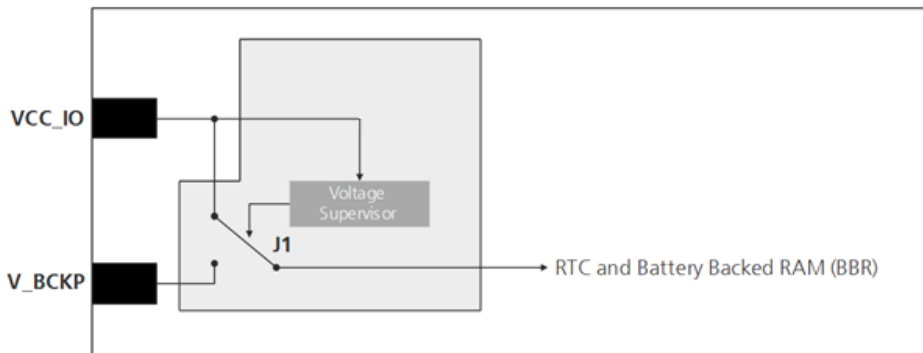 VCC_IO
Voltage
Supervisor
J1
V_BCKP
RTC and Battery Backed RAM (BBR)